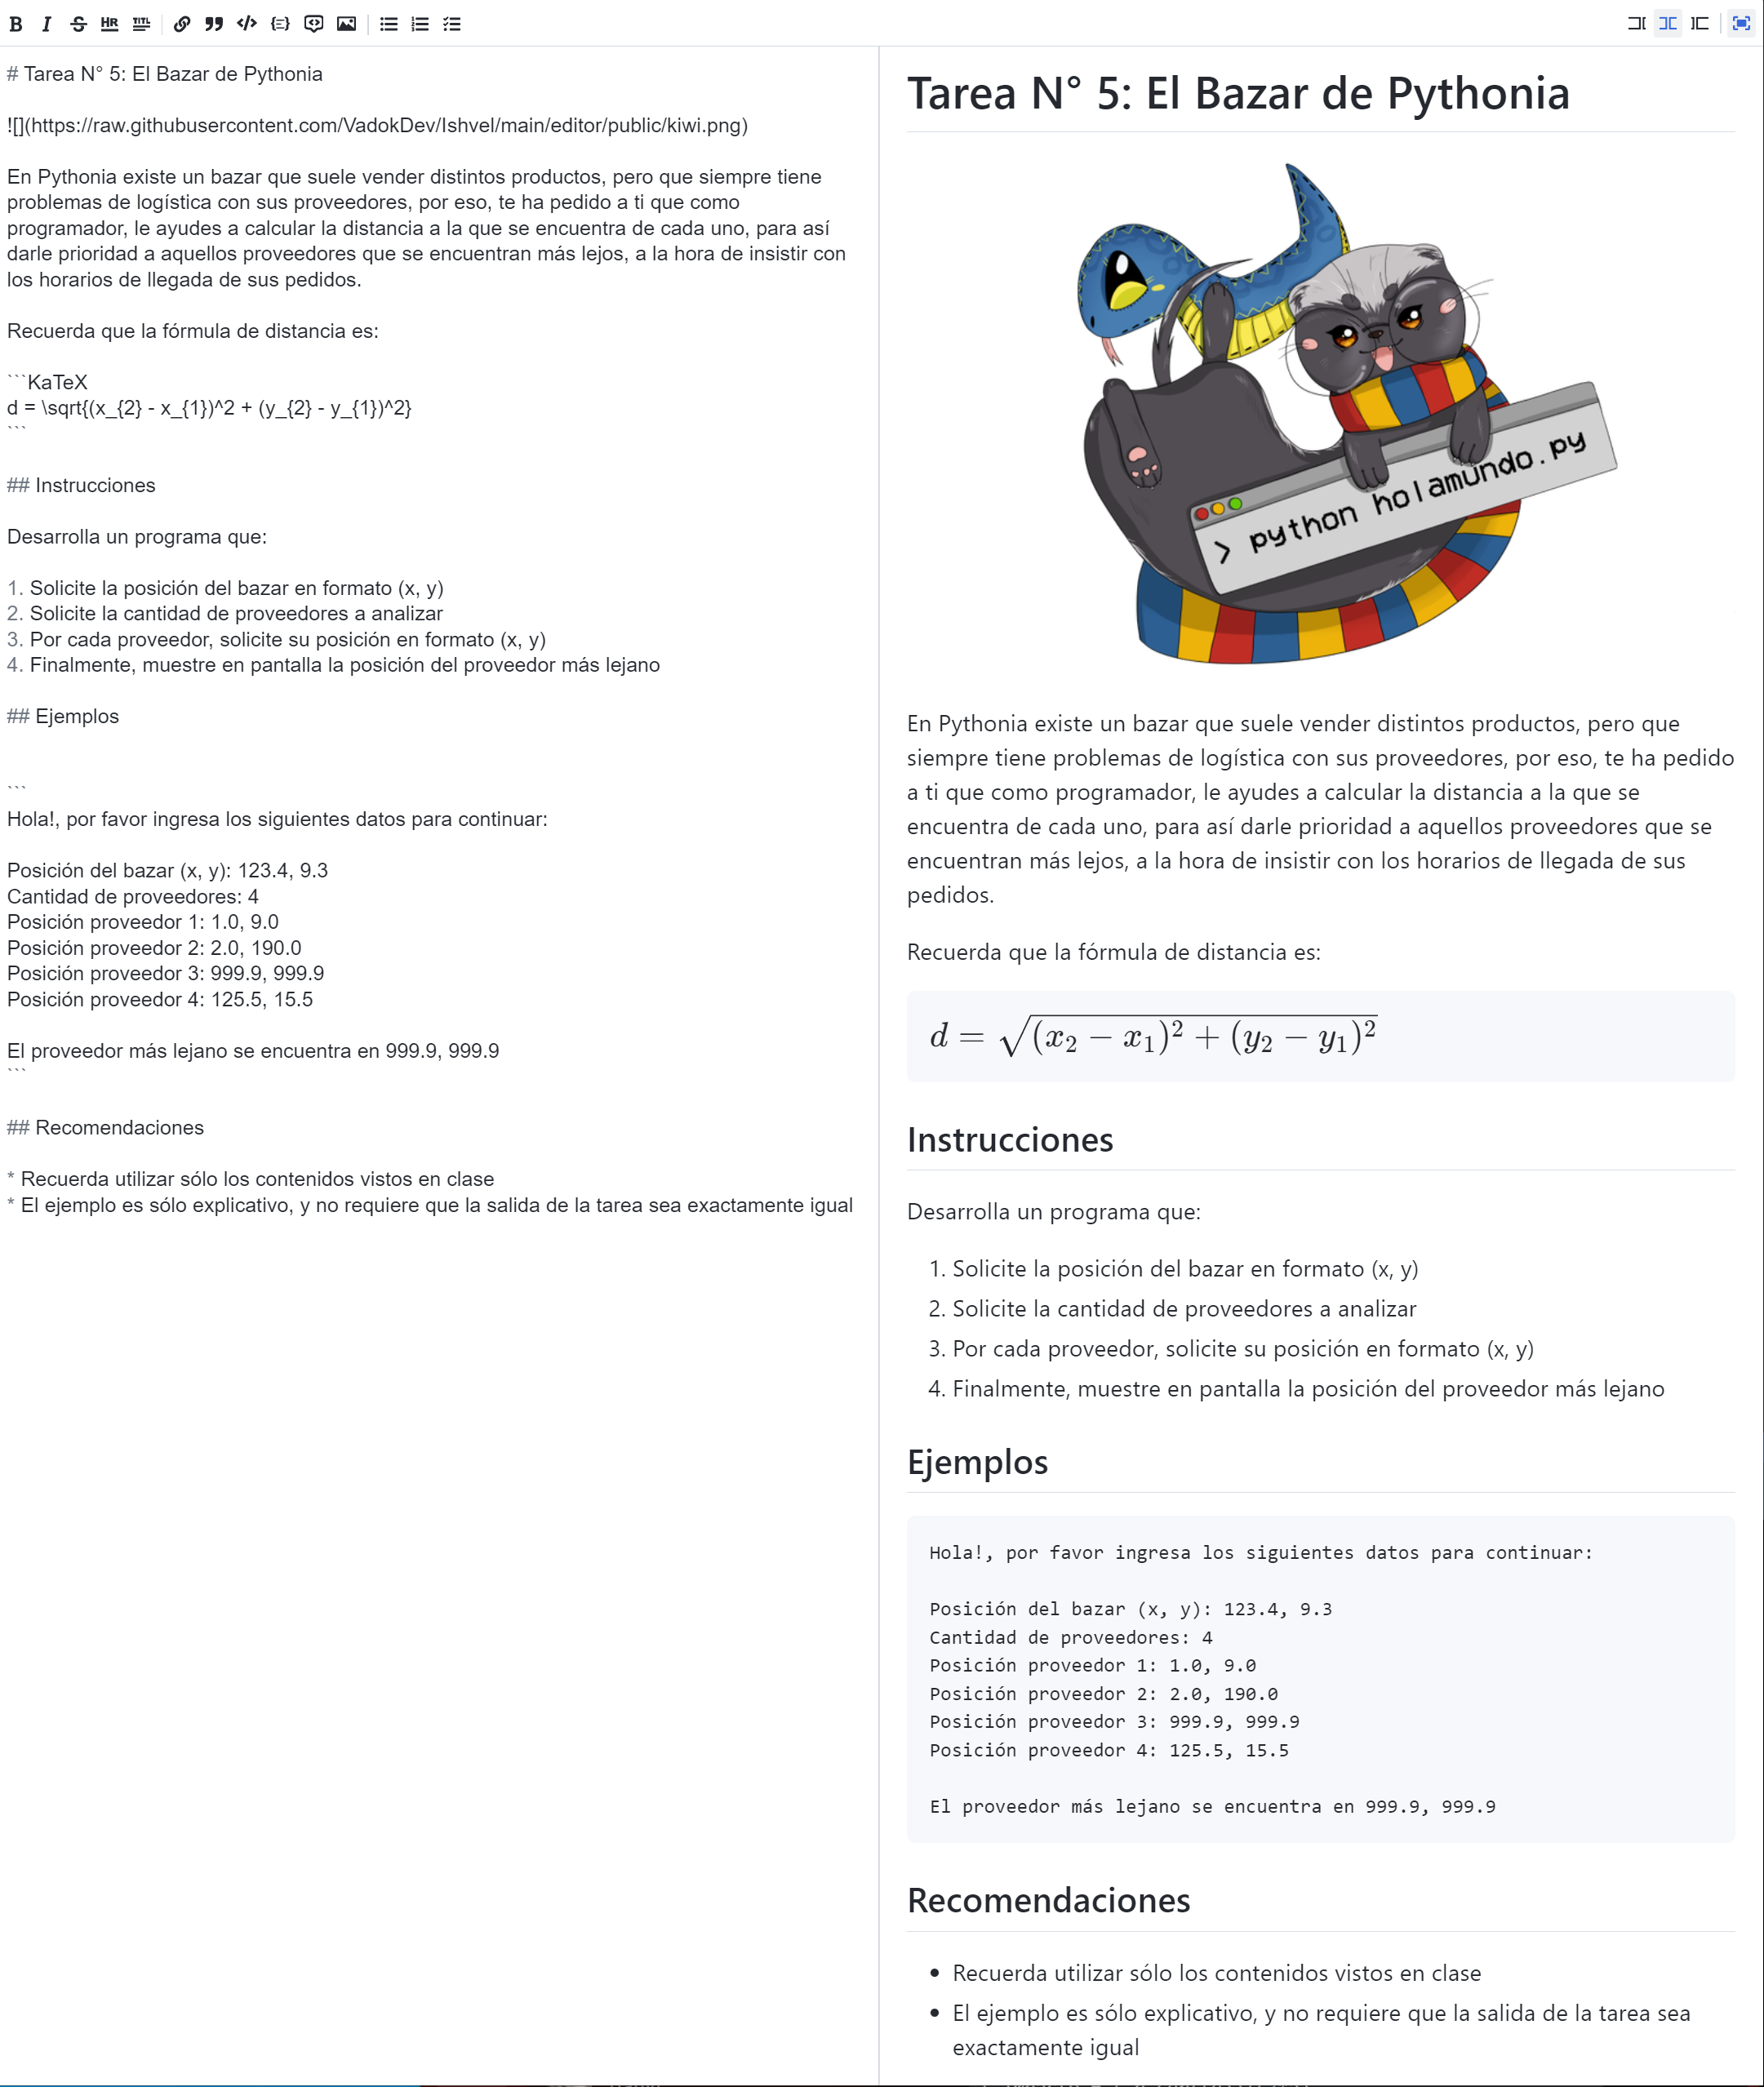 # Tarea N° 5: El Bazar de Pythonia
![](https://raw.githubusercontent.com/VadokDev/Ishvel/main/editor/public/kiwi.png)
En Pythonia existe un bazar que suele vender distintos productos, pero que siempre tiene
problemas de logística con sus proveedores, por eso, te ha pedido a ti que como
programador, le ayudes a calcular la distancia a la que se encuentra de cada uno, para así
darle prioridad a aquellos proveedores que se encuentran más lejos, a la hora de insistir con
los horarios de llegada de sus pedidos.
Recuerda que la fórmula de distancia es:
```KaTeX
d = \sqrt{(x_{2} - x_{1})^2 + (y_{2} - y_{1})^2}
```
## Instrucciones
Desarrolla un programa que:
1. Solicite la posición del bazar en formato (x, y)
2. Solicite la cantidad de proveedores a analizar
3. Por cada proveedor, solicite su posición en formato (x, y)
4. Finalmente, muestre en pantalla la posición del proveedor más lejano
## Ejemplos
```
Hola!, por favor ingresa los siguientes datos para continuar:
Posición del bazar (x, y): 123.4, 9.3
Cantidad de proveedores: 4
Posición proveedor 1: 1.0, 9.0
Posición proveedor 2: 2.0, 190.0
Posición proveedor 3: 999.9, 999.9
Posición proveedor 4: 125.5, 15.5
El proveedor más lejano se encuentra en 999.9, 999.9
```
## Recomendaciones
* Recuerda utilizar sólo los contenidos vistos en clase
* El ejemplo es sólo explicativo, y no requiere que la salida de la tarea sea exactamente igual
Tarea N° 5: El Bazar de Pythonia
> python holamundo.py
En Pythonia existe un bazar que suele vender distintos productos, pero que
siempre tiene problemas de logística con sus proveedores, por eso, te ha pedido
a ti que como programador, le ayudes a calcular la distancia a la que se
encuentra de cada uno, para así darle prioridad a aquellos proveedores que se
encuentran más lejos, a la hora de insistir con los horarios de llegada de sus
pedidos.
Recuerda que la fórmula de distancia es:
d = √(x₂ − x₁)² + (y₂ − y₁)²
Instrucciones
Desarrolla un programa que:
1. Solicite la posición del bazar en formato (x, y)
2. Solicite la cantidad de proveedores a analizar
3. Por cada proveedor, solicite su posición en formato (x, y)
4. Finalmente, muestre en pantalla la posición del proveedor más lejano
Ejemplos
Hola!, por favor ingresa los siguientes datos para continuar:
Posición del bazar (x, y): 123.4, 9.3
Cantidad de proveedores: 4
Posición proveedor 1: 1.0, 9.0
Posición proveedor 2: 2.0, 190.0
Posición proveedor 3: 999.9, 999.9
Posición proveedor 4: 125.5, 15.5
El proveedor más lejano se encuentra en 999.9, 999.9
Recomendaciones
• Recuerda utilizar sólo los contenidos vistos en clase
• El ejemplo es sólo explicativo, y no requiere que la salida de la tarea sea
exactamente igual